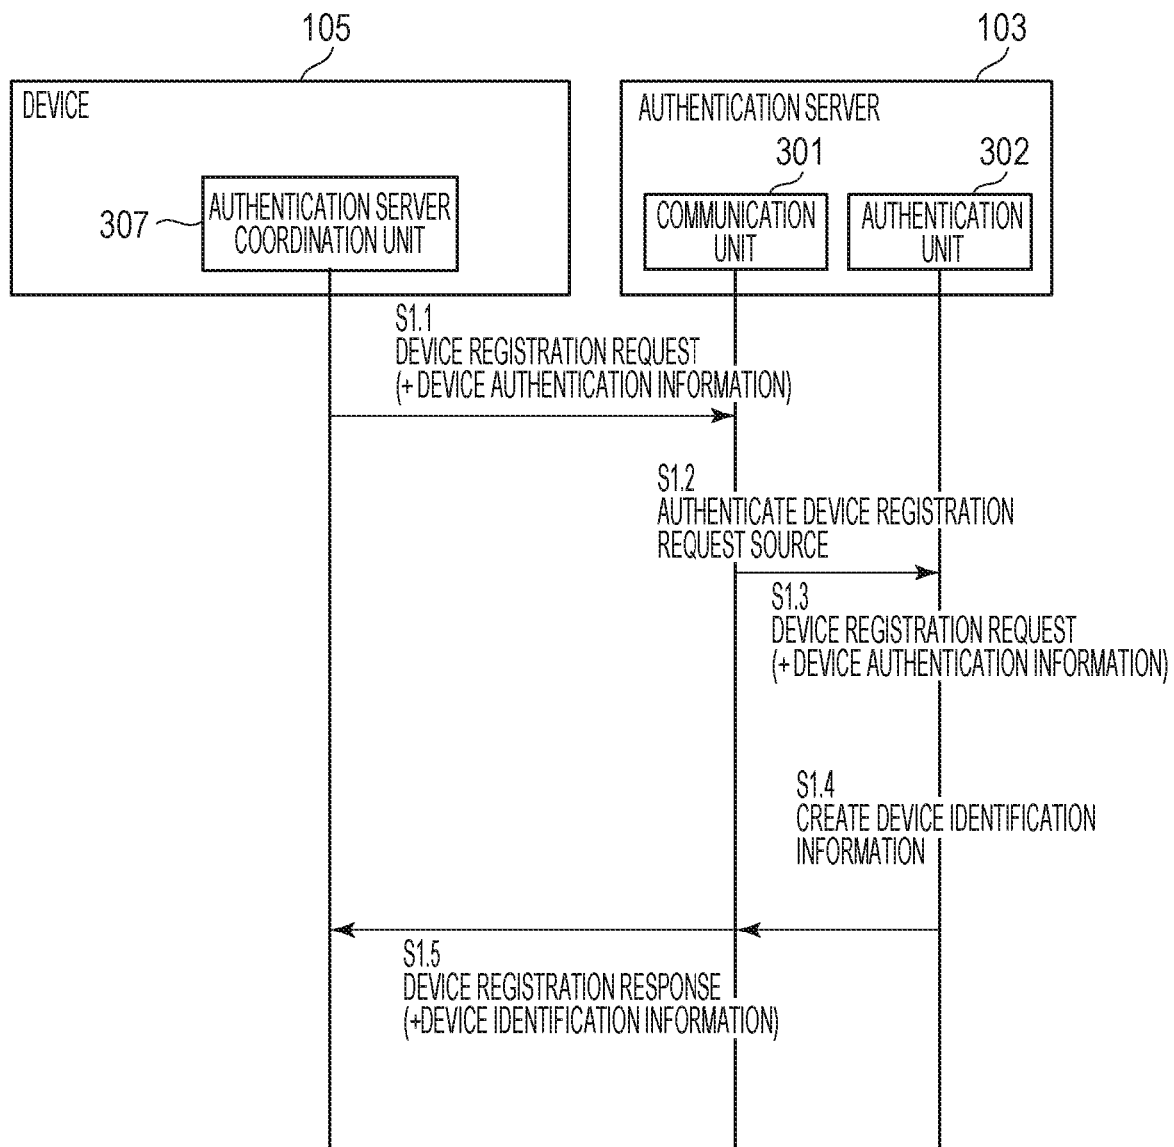 105
103
DEVICE
AUTHENTICATION SERVER
301
302
307
AUTHENTICATION SERVER
COORDINATION UNIT
COMMUNICATION
UNIT
AUTHENTICATION
UNIT
S1.1
DEVICE REGISTRATION REQUEST
(+ DEVICE AUTHENTICATION INFORMATION)
S1.2
AUTHENTICATE DEVICE REGISTRATION
REQUEST SOURCE
S1.3
DEVICE REGISTRATION REQUEST
(+ DEVICE AUTHENTICATION INFORMATION)
S1.4
CREATE DEVICE IDENTIFICATION
INFORMATION
S1.5
DEVICE REGISTRATION RESPONSE
(+DEVICE IDENTIFICATION INFORMATION)